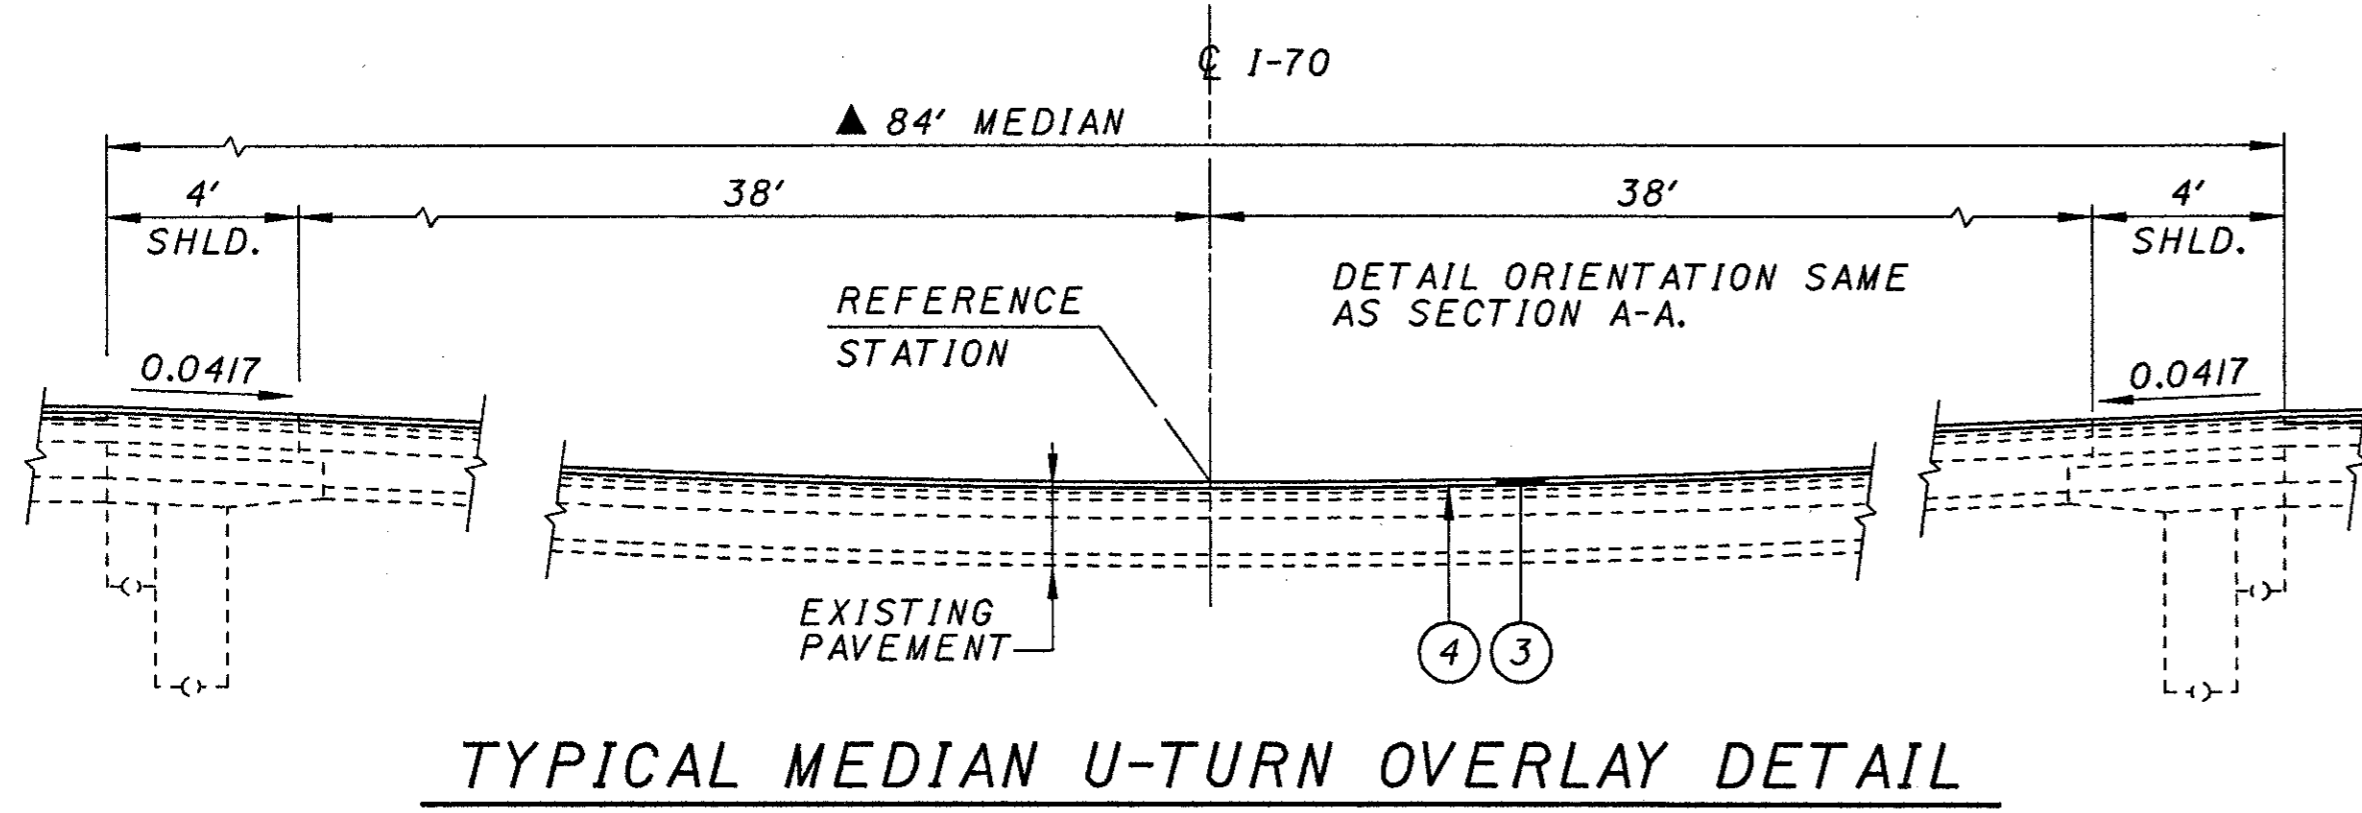 ℄ I-70
▲ 84' MEDIAN
4'
38'
38'
4'
SHLD.
SHLD.
DETAIL ORIENTATION SAME
AS SECTION A-A.
REFERENCE
STATION
0.0417
0.0417
EXISTING
PAVEMENT
4
3
TYPICAL MEDIAN U-TURN OVERLAY DETAIL